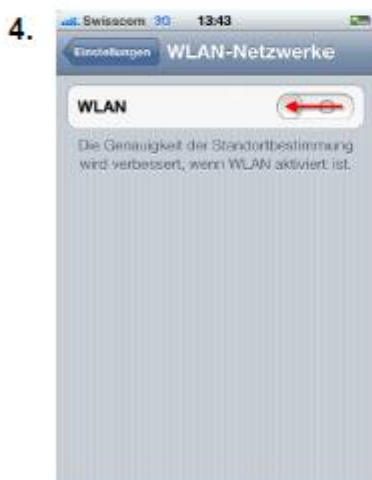 4.
Swisscom 3G 13:43
Einstellungen WLAN-Netzwerke
WLAN
Die Genauigkeit der Standortbestimmung
wird verbessert, wenn WLAN aktiviert ist.